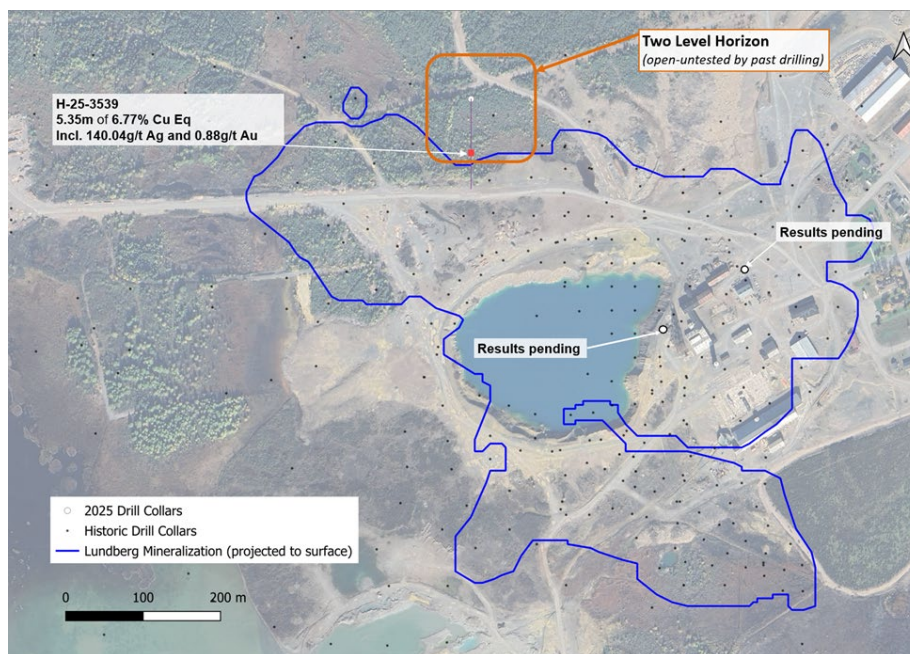 Two Level Horizon
(open-untested by past drilling)
H-25-3539
5.35m of 6.77% Cu Eq
Incl. 140.04g/t Ag and 0.88g/t Au
Results pending
Results pending
2025 Drill Collars
Historic Drill Collars
Lundberg Mineralization (projected to surface)
0 100 200 m